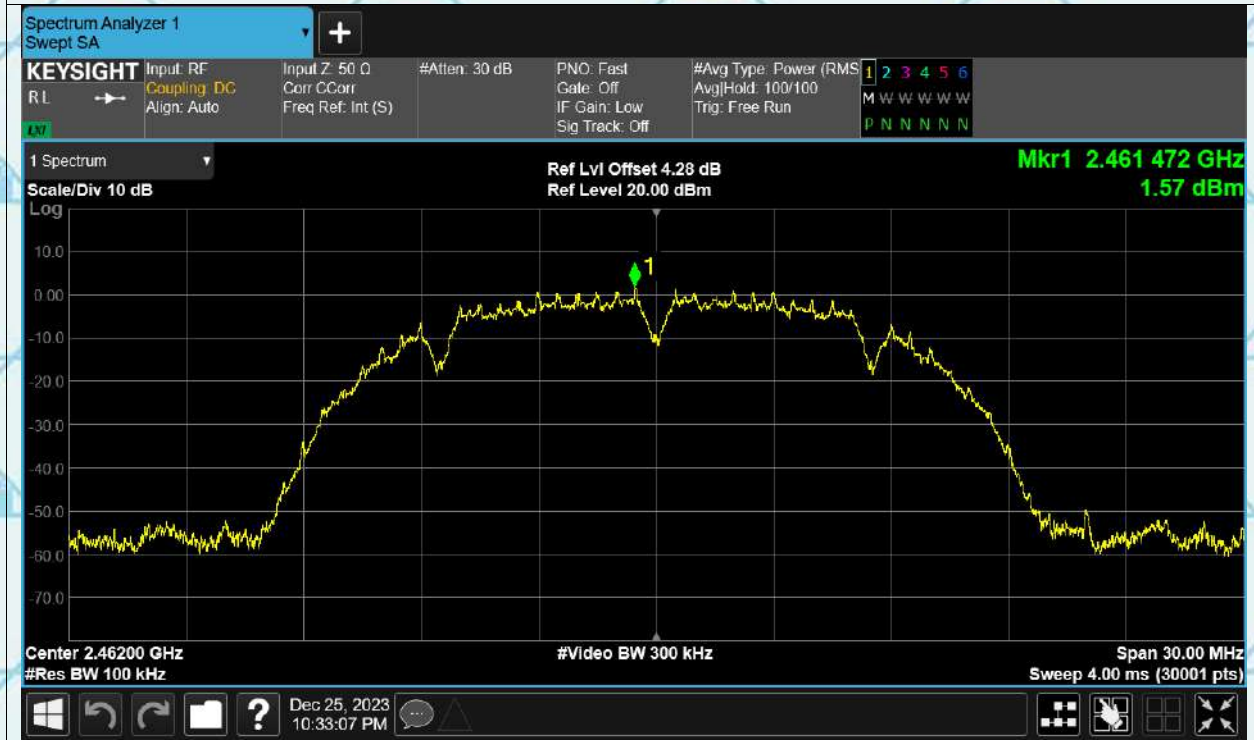 Spectrum Analyzer 1
Swept SA
+
KEYSIGHT
RL
LXI
Input: RF
Coupling: DC
Align: Auto
Input Z: 50 Ω
Corr CCorr
Freq Ref: Int (S)
#Atten: 30 dB
PNO: Fast
Gate: Off
IF Gain: Low
Sig Track: Off
#Avg Type: Power (RMS
Avg|Hold: 100/100
Trig: Free Run
1 2 3 4 5 6
M W W W W W
P N N N N N
1 Spectrum
Scale/Div 10 dB
Ref Lvl Offset 4.28 dB
Ref Level 20.00 dBm
Mkr1 2.461 472 GHz
1.57 dBm
Log
10.0
0.00
-10.0
-20.0
-30.0
-40.0
-50.0
-60.0
-70.0
1
Center 2.46200 GHz
#Res BW 100 kHz
#Video BW 300 kHz
Span 30.00 MHz
Sweep 4.00 ms (30001 pts)
?
Dec 25, 2023
10:33:07 PM